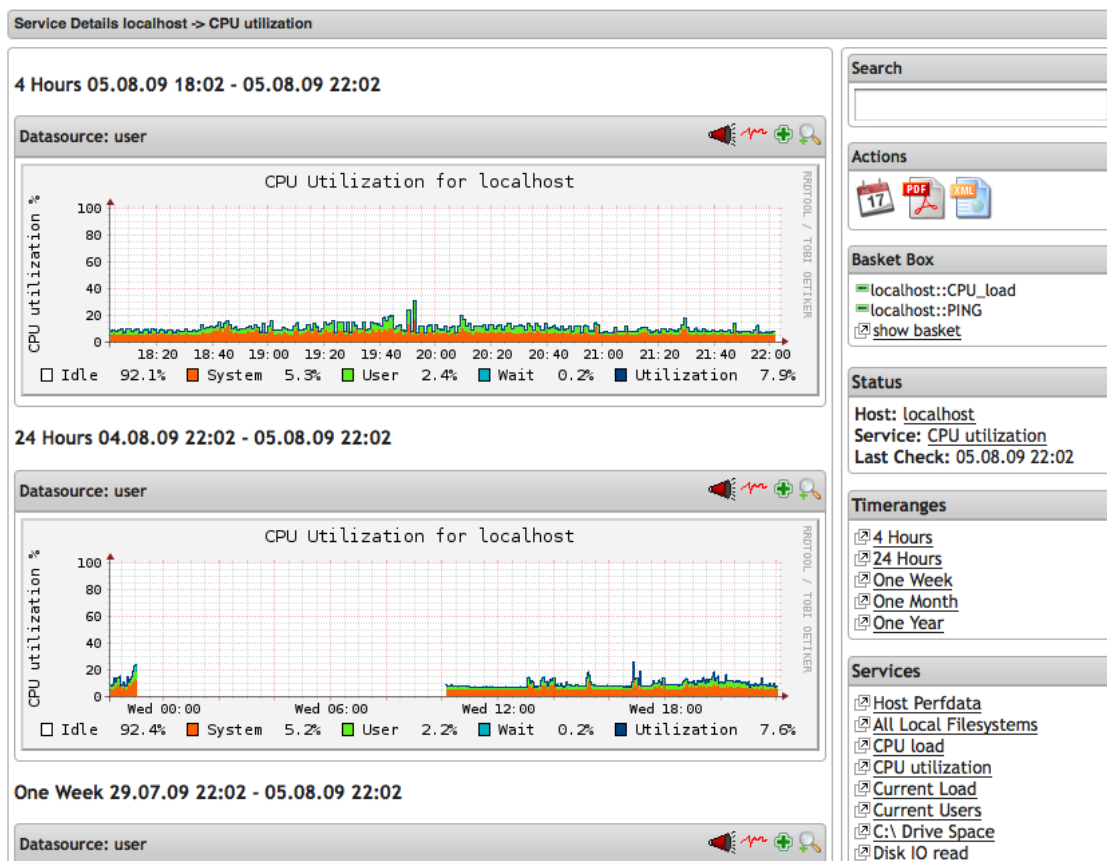 Service Details localhost -> CPU utilization
4 Hours 05.08.09 18:02 - 05.08.09 22:02
Datasource: user
CPU Utilization for localhost
RRDTOOL / TOBI OETIKER
CPU utilization %
100
80
60
40
20
0
18:20 18:40 19:00 19:20 19:40 20:00 20:20 20:40 21:00 21:20 21:40 22:00
Idle 92.1% System 5.3% User 2.4% Wait 0.2% Utilization 7.9%
24 Hours 04.08.09 22:02 - 05.08.09 22:02
Datasource: user
CPU Utilization for localhost
RRDTOOL / TOBI OETIKER
CPU utilization %
100
80
60
40
20
0
Wed 00:00 Wed 06:00 Wed 12:00 Wed 18:00
Idle 92.4% System 5.2% User 2.2% Wait 0.2% Utilization 7.6%
One Week 29.07.09 22:02 - 05.08.09 22:02
Datasource: user
Search
Actions
17 PDF XML
Basket Box
localhost::CPU_load
localhost::PING
show basket
Status
Host: localhost
Service: CPU utilization
Last Check: 05.08.09 22:02
Timeranges
4 Hours
24 Hours
One Week
One Month
One Year
Services
Host Perfdata
All Local Filesystems
CPU load
CPU utilization
Current Load
Current Users
C:\ Drive Space
Disk IO read